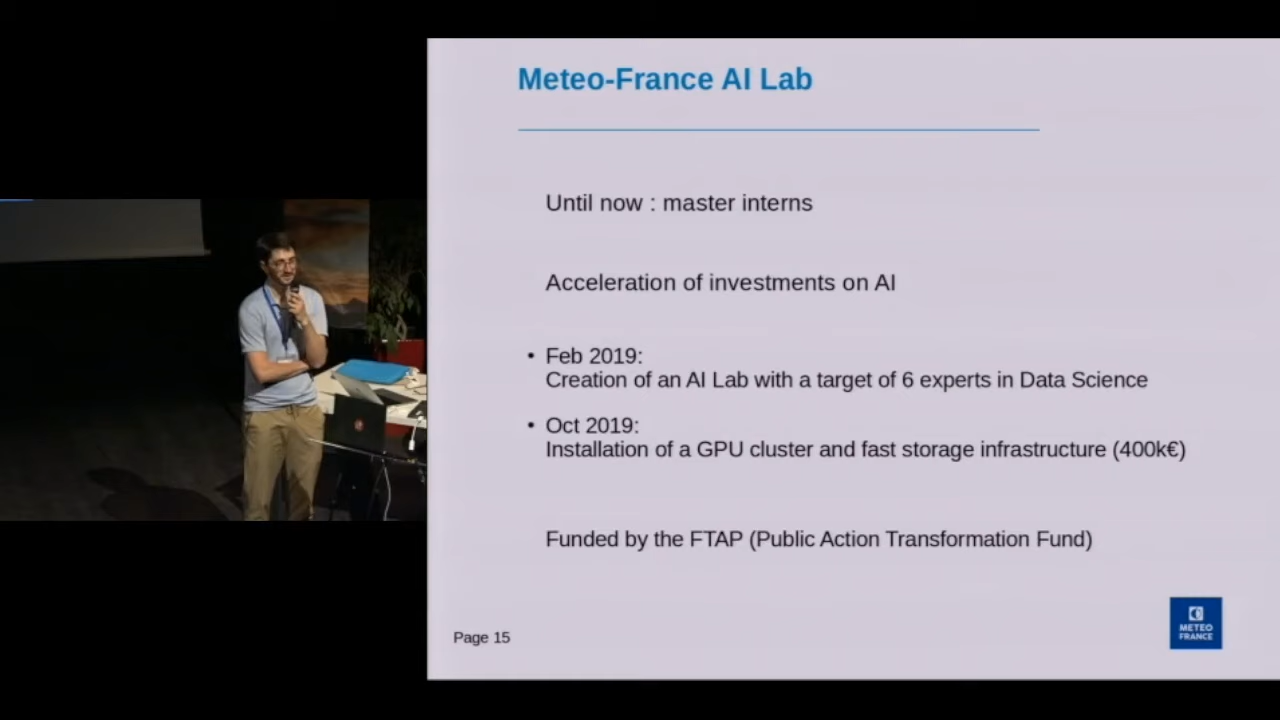 Meteo-France AI Lab
Until now : master interns
Acceleration of investments on AI
• Feb 2019:
Creation of an AI Lab with a target of 6 experts in Data Science
• Oct 2019:
Installation of a GPU cluster and fast storage infrastructure (400k€)
Funded by the FTAP (Public Action Transformation Fund)
Page 15
METEO
FRANCE